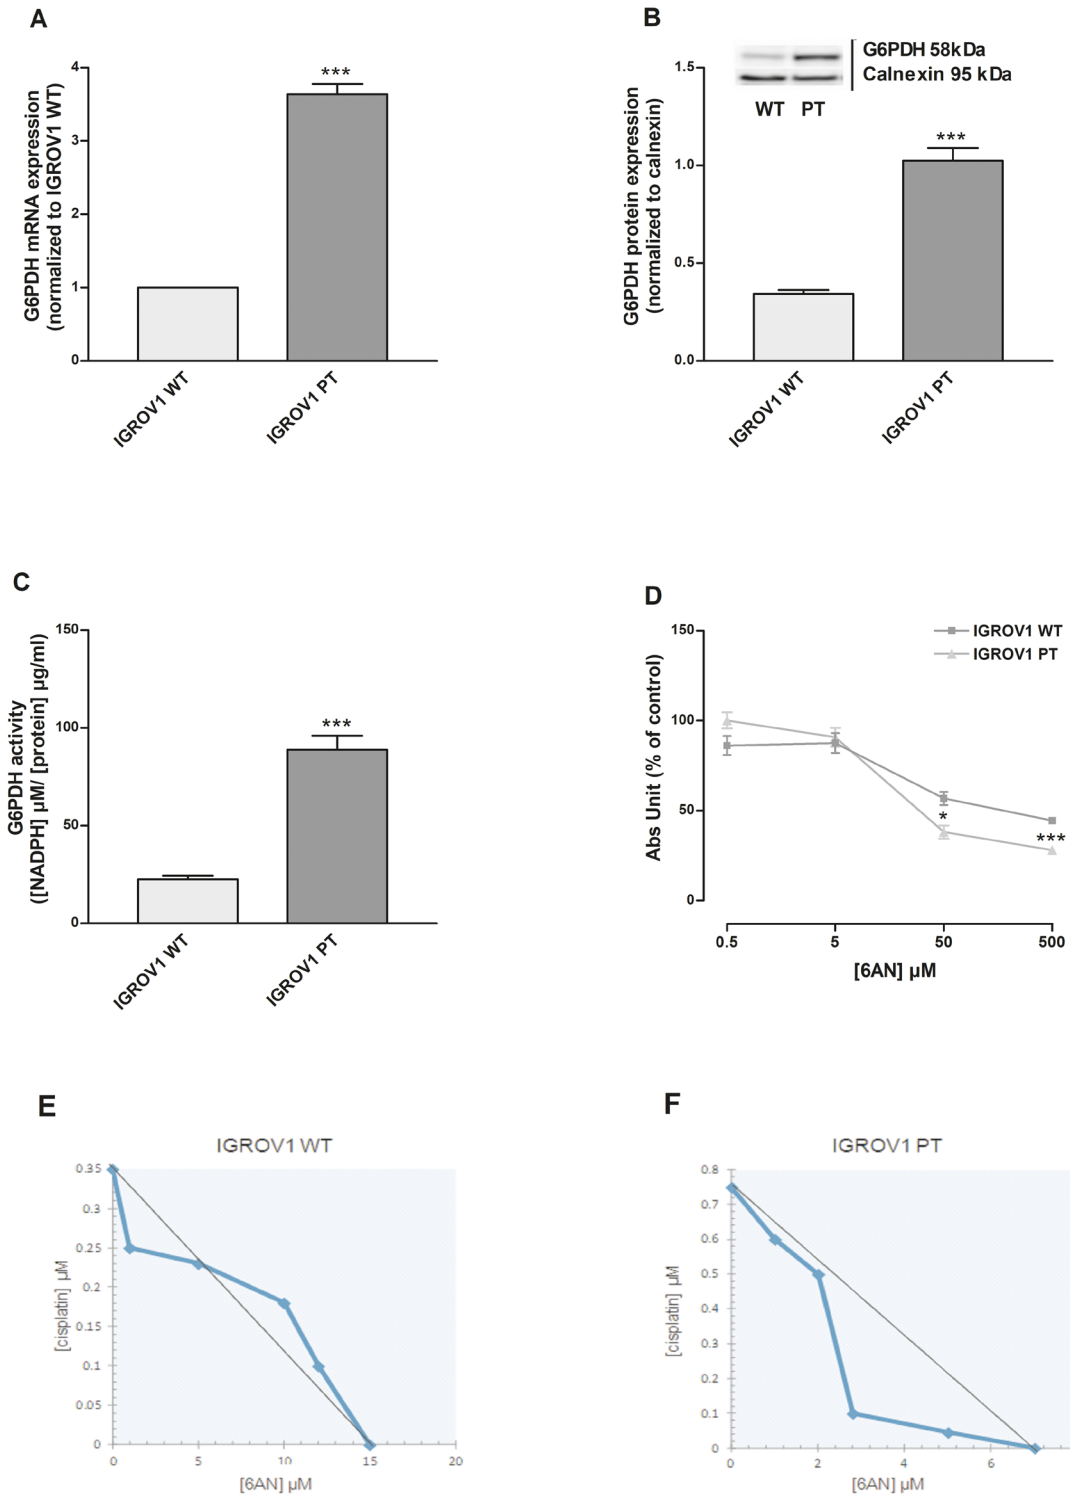 A
G6PDH mRNA expression
(normalized to IGROV1 WT)
4
3
2
1
0
***
IGROV1 WT
IGROV1 PT
B
G6PDH 58kDa
Calnexin 95 kDa
WT PT
G6PDH protein expression
(normalized to calnexin)
1.5
1.0
0.5
0.0
***
IGROV1 WT
IGROV1 PT
C
G6PDH activity
([NADPH] µM/ [protein] µg/ml)
150
100
50
0
***
IGROV1 WT
IGROV1 PT
D
IGROV1 WT
IGROV1 PT
Abs Unit (% of control)
150
100
50
0
*
***
0.5 5 50 500
[6AN] µM
E
IGROV1 WT
[cisplatin] µM
0.35
0.3
0.25
0.2
0.15
0.1
0.05
0
0 5 10 15 20
[6AN] µM
F
IGROV1 PT
[cisplatin] µM
0.8
0.7
0.6
0.5
0.4
0.3
0.2
0.1
0
0 2 4 6
[6AN] µM